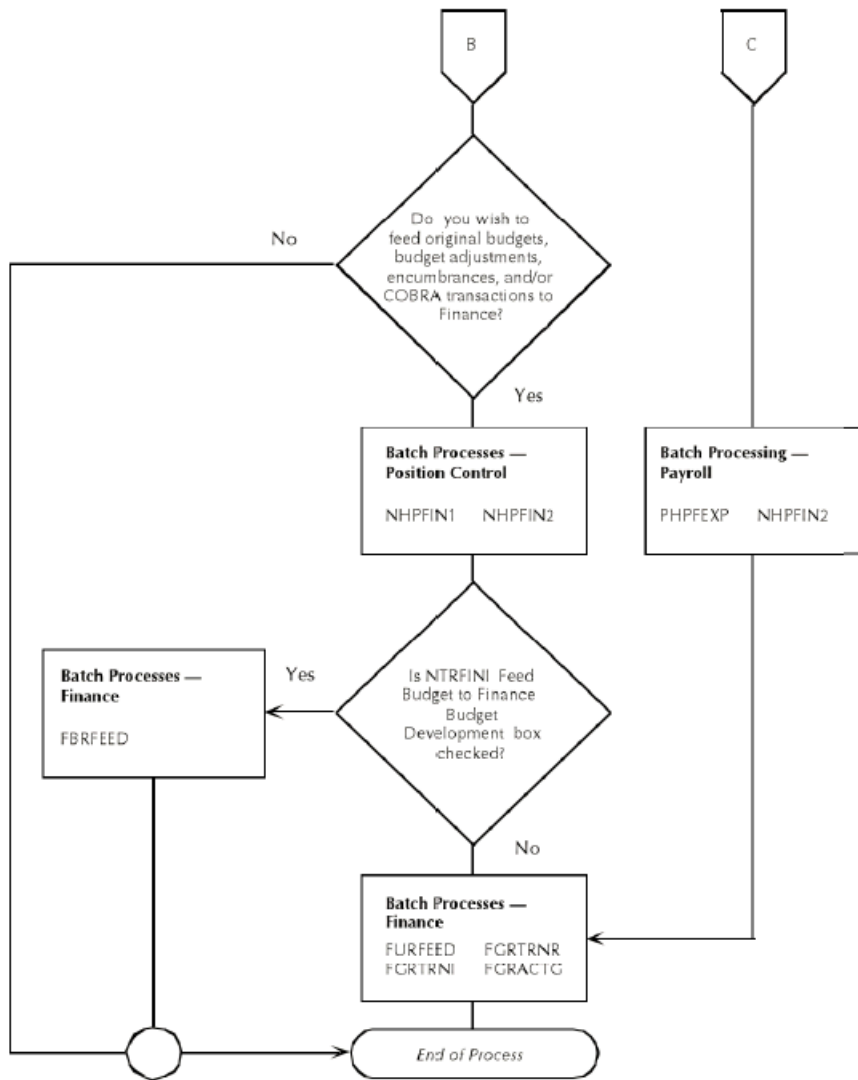 B
C
Do you wish to
feed original budgets,
budget adjustments,
encumbrances, and/or
COBRA transactions to
Finance?
No
Yes
Batch Processes —
Position Control
NHPFIN1 NHPFIN2
Batch Processing —
Payroll
PHPFEXP NHPFIN2
Is NTRFINI Feed
Budget to Finance
Budget
Development box
checked?
Yes
Batch Processes —
Finance
FBRFEED
No
Batch Processes —
Finance
FURFEED FGRTRNR
FGRTRNI FGRACTG
End of Process